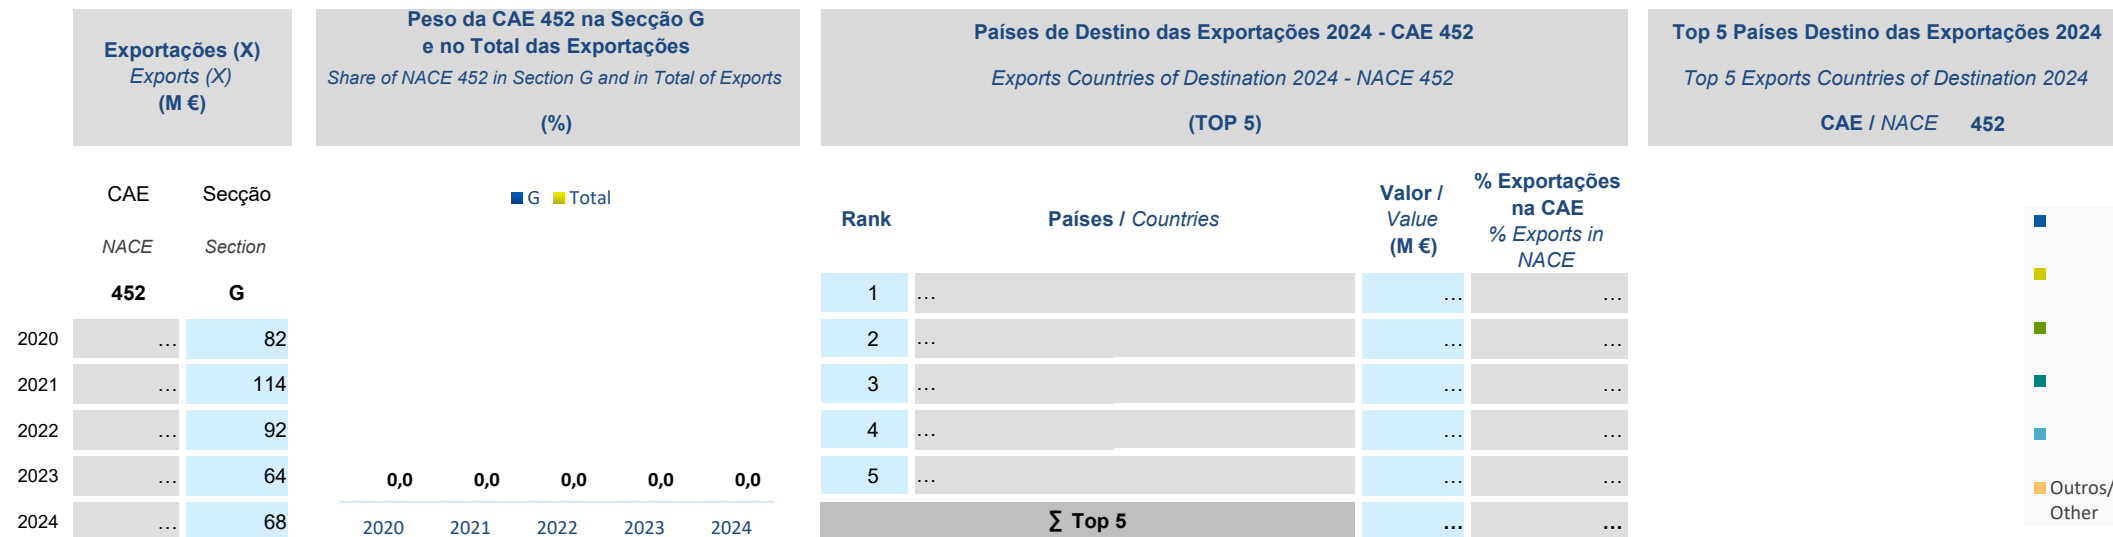 Exportações (X)
Exports (X)
(M €)
Peso da CAE 452 na Secção G
e no Total das Exportações
Share of NACE 452 in Section G and in Total of Exports
(%)
Países de Destino das Exportações 2024 - CAE 452
Exports Countries of Destination 2024 - NACE 452
(TOP 5)
Top 5 Países Destino das Exportações 2024
Top 5 Exports Countries of Destination 2024
CAE / NACE 452
CAE Secção
NACE Section
452 G
2020 … 82
2021 … 114
2022 … 92
2023 … 64
2024 … 68
G Total
0,0 0,0 0,0 0,0 0,0
2020 2021 2022 2023 2024
Rank
Países / Countries
Valor /
Value
(M €)
% Exportações
na CAE
% Exports in
NACE
1 … … …
2 … … …
3 … … …
4 … … …
5 … … …
∑ Top 5 … …
Outros/
Other